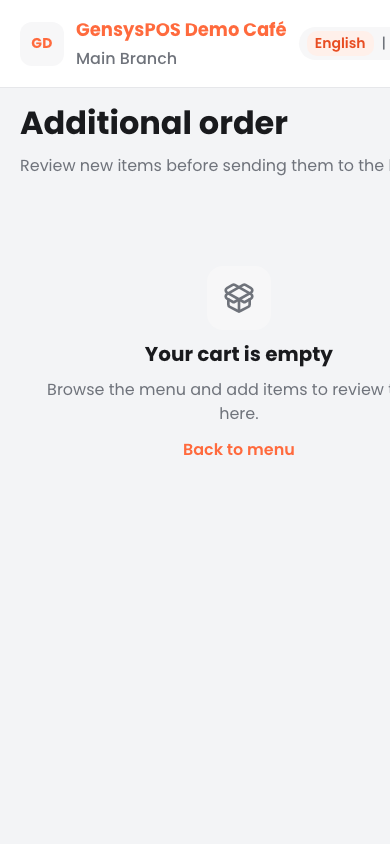 GD
GensysPOS Demo Café
Main Branch
English |
Additional order
Review new items before sending them to the
Your cart is empty
Browse the menu and add items to review
here.
Back to menu